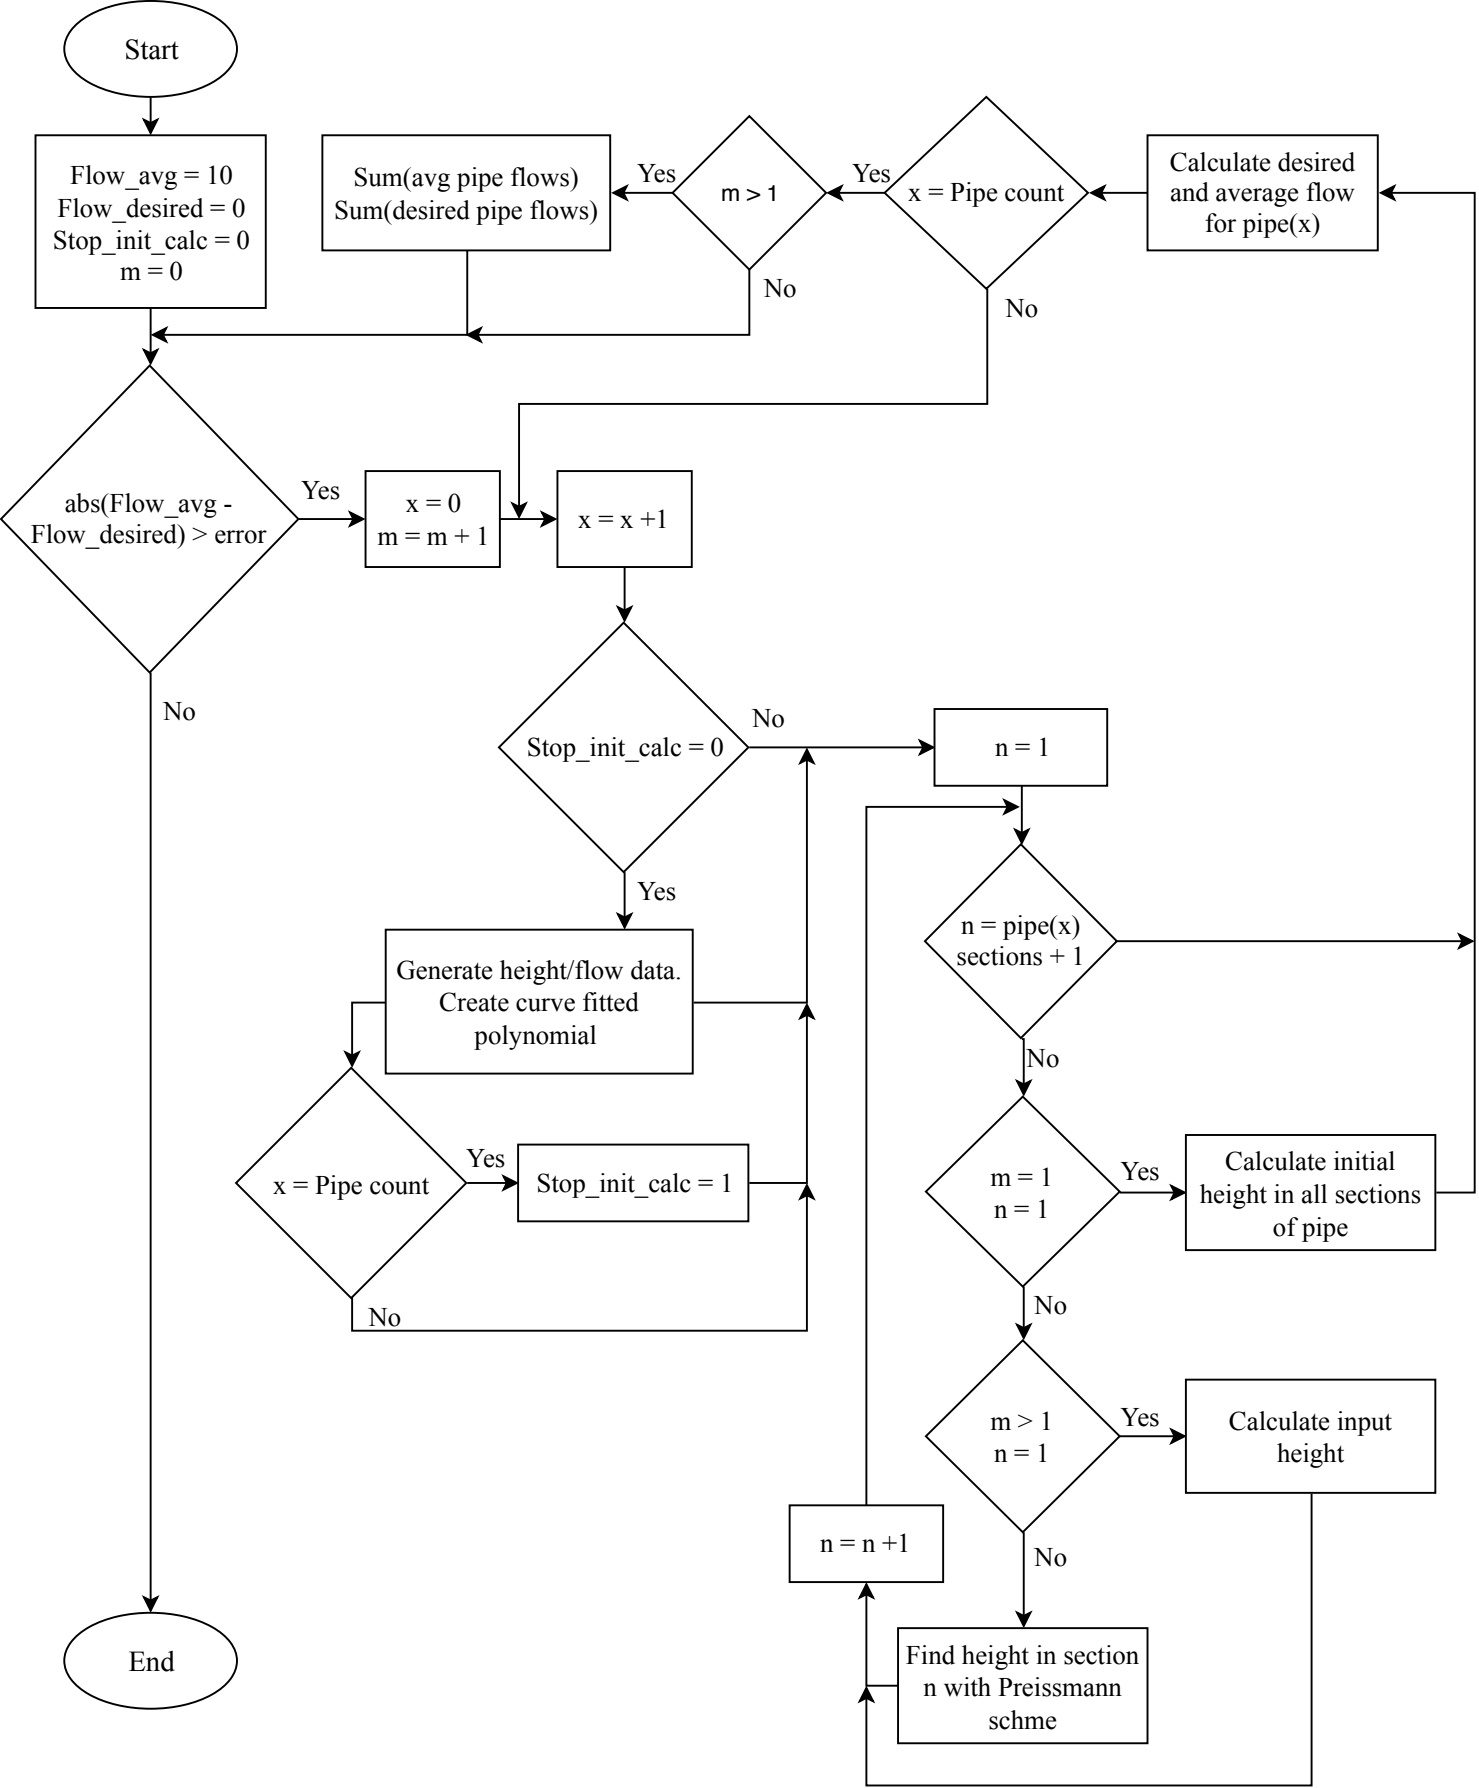 Start
Flow_avg = 10
Flow_desired = 0
Stop_init_calc = 0
m = 0
Sum(avg pipe flows)
Sum(desired pipe flows)
Yes
m > 1
No
Yes
x = Pipe count
No
Calculate desired
and average flow
for pipe(x)
abs(Flow_avg -
Flow_desired) > error
Yes
No
x = 0
m = m + 1
x = x +1
Stop_init_calc = 0
No
Yes
n = 1
Generate height/flow data.
Create curve fitted
polynomial
n = pipe(x)
sections + 1
No
x = Pipe count
Yes
No
Stop_init_calc = 1
m = 1
n = 1
Yes
No
Calculate initial
height in all sections
of pipe
m > 1
n = 1
Yes
No
Calculate input
height
n = n +1
Find height in section
n with Preissmann
schme
End